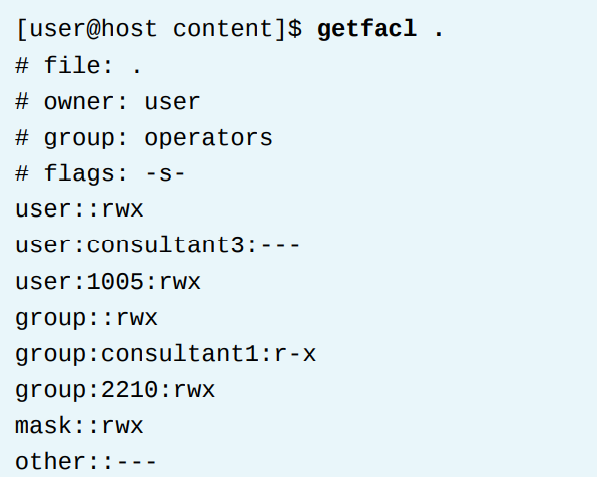 [user@host content]$ getfacl .
# file: .
# owner: user
# group: operators
# flags: -s-
user::rwx
user:consultant3:---
user:1005:rwx
group::rwx
group:consultant1:r-x
group:2210:rwx
mask::rwx
other::---